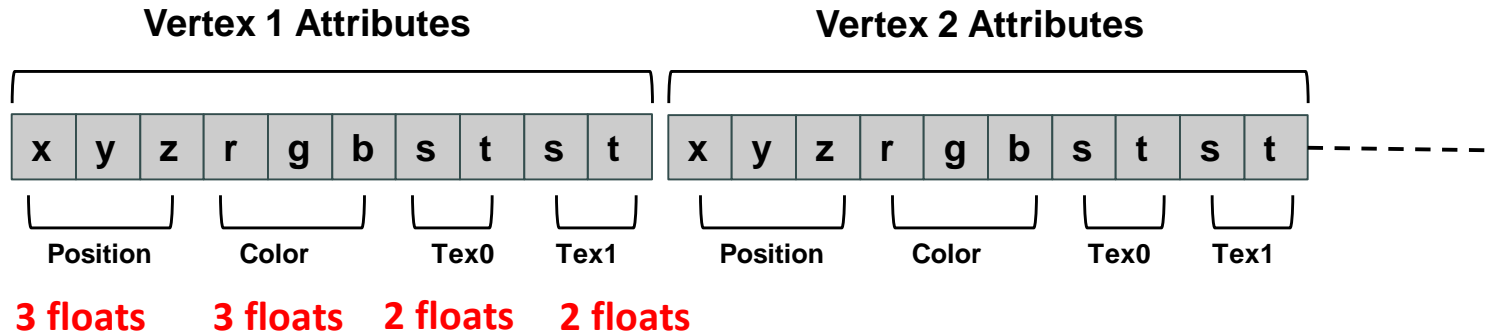 Vertex 1 Attributes Vertex 2 Attributes
x y z r g b s t s t x y z r g b s t s t
Position Color Tex0 Tex1 Position Color Tex0 Tex1
3 floats 3 floats 2 floats 2 floats